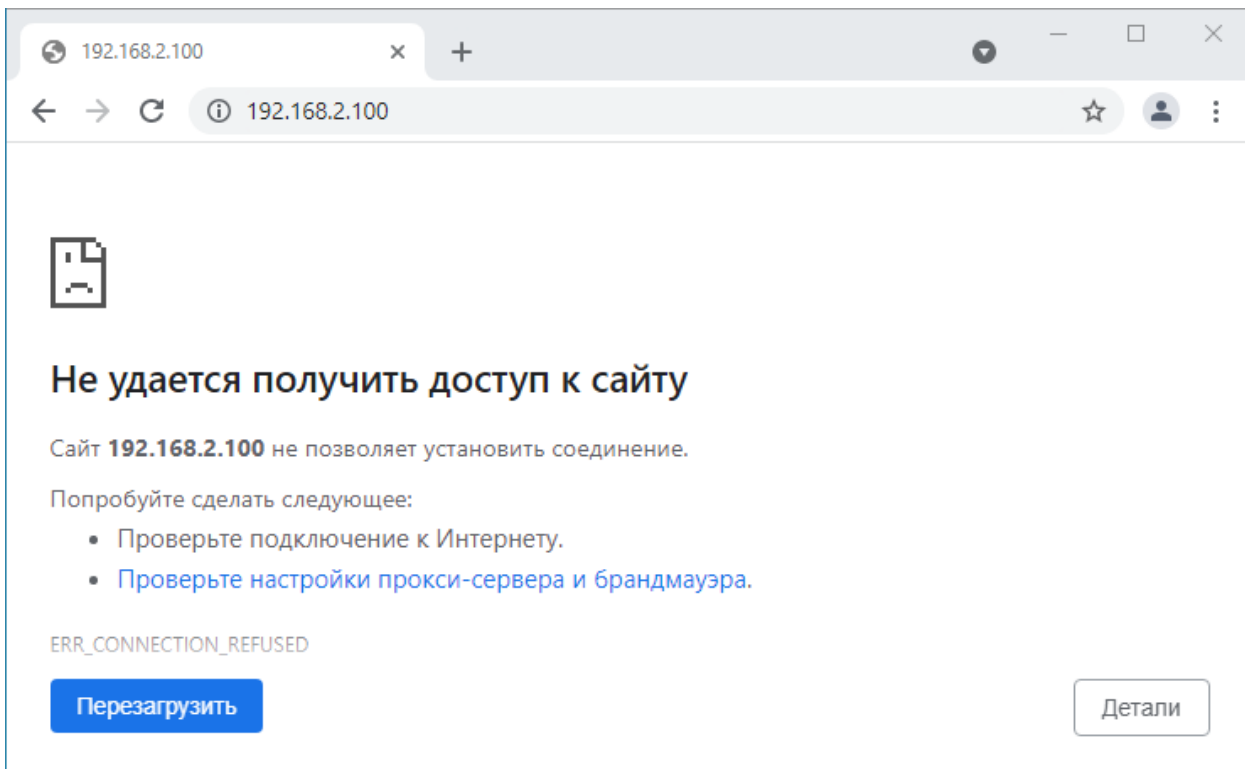 192.168.2.100
192.168.2.100
Не удается получить доступ к сайту
Сайт 192.168.2.100 не позволяет установить соединение.
Попробуйте сделать следующее:
Проверьте подключение к Интернету.
Проверьте настройки прокси-сервера и брандмауэра.
ERR_CONNECTION_REFUSED
Перезагрузить
Детали